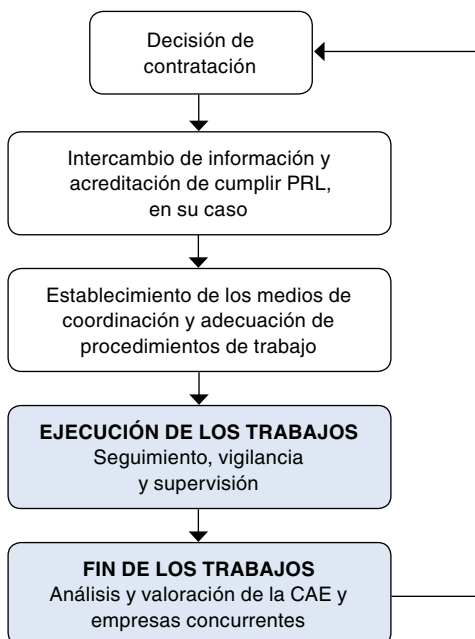 Decisión de
contratación
Intercambio de información y
acreditación de cumplir PRL,
en su caso
Establecimiento de los medios de
coordinación y adecuación de
procedimientos de trabajo
EJECUCIÓN DE LOS TRABAJOS
Seguimiento, vigilancia
y supervisión
FIN DE LOS TRABAJOS
Análisis y valoración de la CAE y
empresas concurrentes